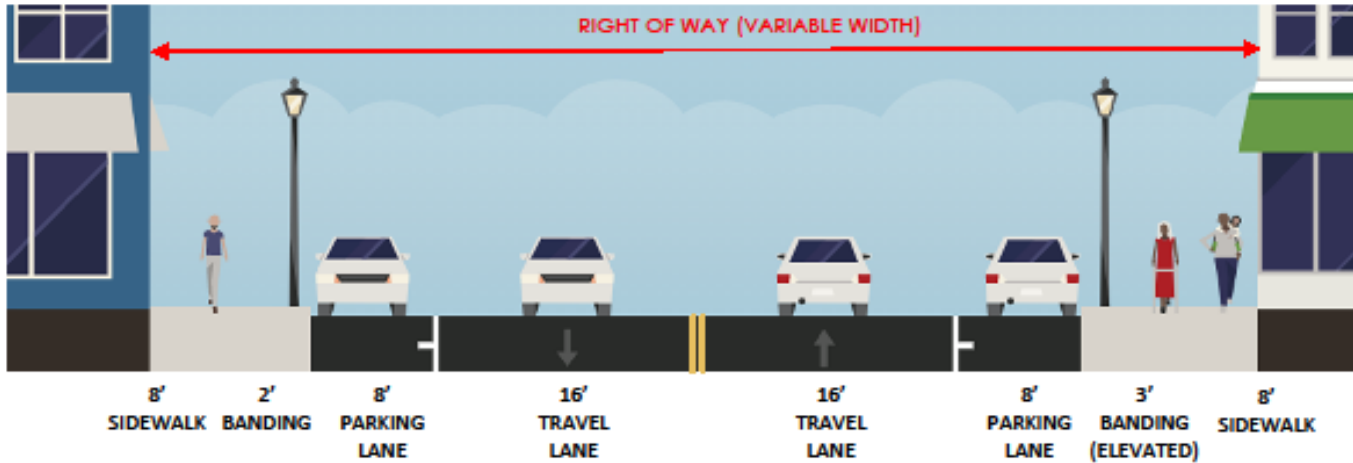 RIGHT OF WAY (VARIABLE WIDTH)
8’ 2’ 8’ 16’ 16’ 8’ 3’ 8’
SIDEWALK BANDING PARKING TRAVEL TRAVEL PARKING BANDING SIDEWALK
LANE LANE LANE LANE (ELEVATED)